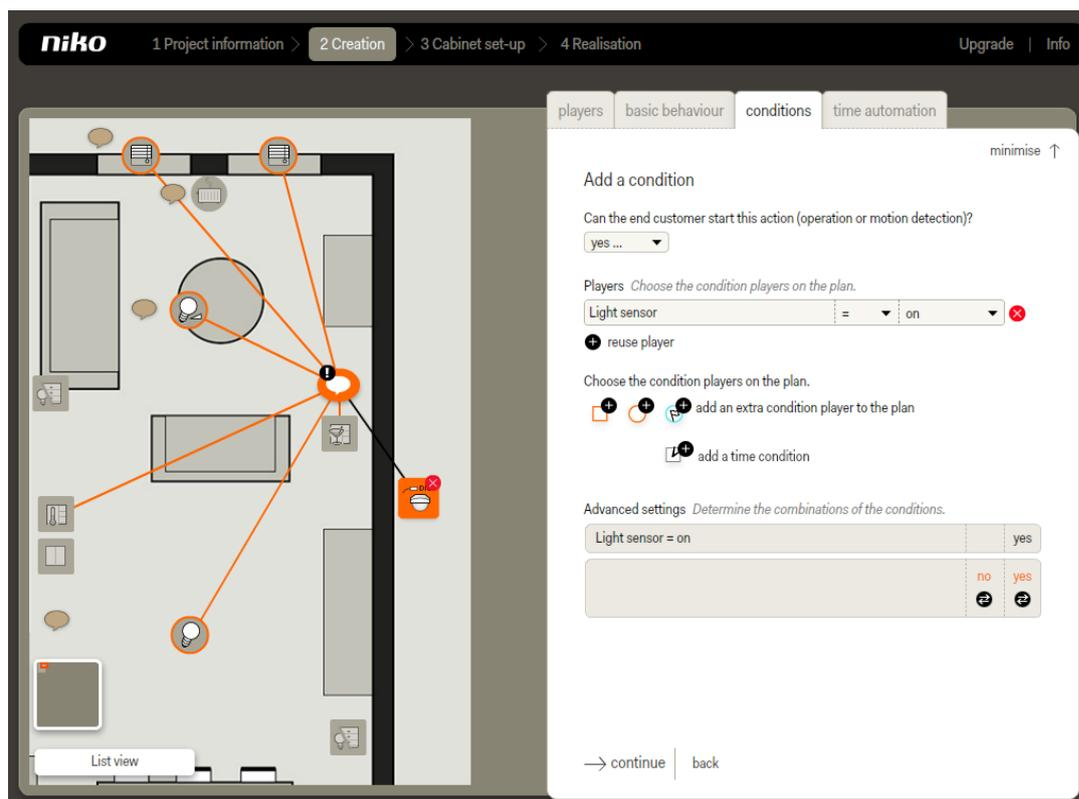 niko
1 Project information
2 Creation
3 Cabinet set-up
4 Realisation
Upgrade | Info
players
basic behaviour
conditions
time automation
minimise
Add a condition
Can the end customer start this action (operation or motion detection)?
yes ...
Players Choose the condition players on the plan.
Light sensor = on
reuse player
Choose the condition players on the plan.
add an extra condition player to the plan
add a time condition
Advanced settings Determine the combinations of the conditions.
Light sensor = on yes
no yes
continue | back
List view